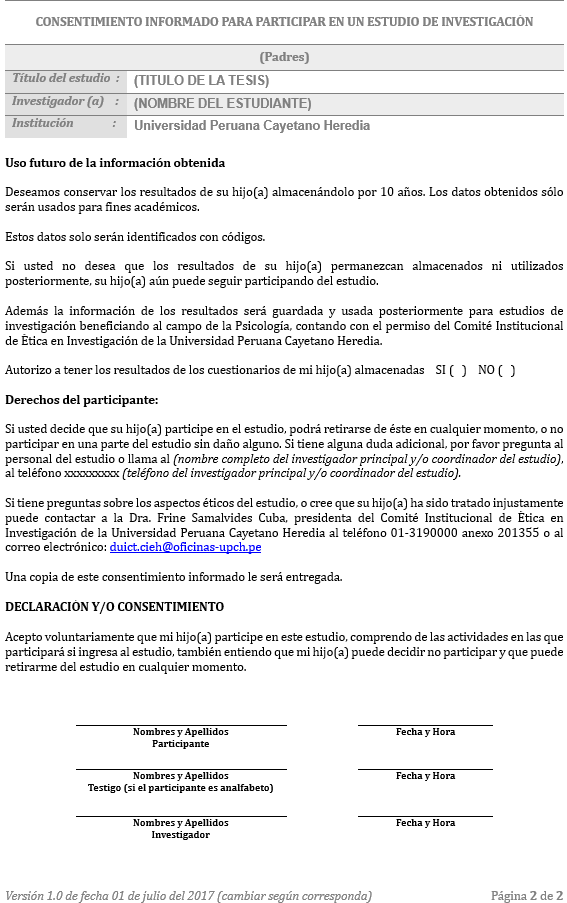 CONSENTIMIENTO INFORMADO PARA PARTICIPAR EN UN ESTUDIO DE INVESTIGACIÓN
(Padres)
Título del estudio : (TITULO DE LA TESIS)
Investigador (a) : (NOMBRE DEL ESTUDIANTE)
Institución : Universidad Peruana Cayetano Heredia
Uso futuro de la información obtenida
Deseamos conservar los resultados de su hijo(a) almacenándolo por 10 años. Los datos obtenidos sólo
serán usados para fines académicos.
Estos datos solo serán identificados con códigos.
Si usted no desea que los resultados de su hijo(a) permanezcan almacenados ni utilizados
posteriormente, su hijo(a) aún puede seguir participando del estudio.
Además la información de los resultados será guardada y usada posteriormente para estudios de
investigación beneficiando al campo de la Psicología, contando con el permiso del Comité Institucional
de Ética en Investigación de la Universidad Peruana Cayetano Heredia.
Autorizo a tener los resultados de los cuestionarios de mi hijo(a) almacenadas SI ( ) NO ( )
Derechos del participante:
Si usted decide que su hijo(a) participe en el estudio, podrá retirarse de éste en cualquier momento, o no
participar en una parte del estudio sin daño alguno. Si tiene alguna duda adicional, por favor pregunta al
personal del estudio o llama al (nombre completo del investigador principal y/o coordinador del estudio),
al teléfono xxxxxxxxx (teléfono del investigador principal y/o coordinador del estudio).
Si tiene preguntas sobre los aspectos éticos del estudio, o cree que su hijo(a) ha sido tratado injustamente
puede contactar a la Dra. Frine Samalvides Cuba, presidenta del Comité Institucional de Ética en
Investigación de la Universidad Peruana Cayetano Heredia al teléfono 01-3190000 anexo 201355 o al
correo electrónico: duict.cieh@oficinas-upch.pe
Una copia de este consentimiento informado le será entregada.
DECLARACIÓN Y/O CONSENTIMIENTO
Acepto voluntariamente que mi hijo(a) participe en este estudio, comprendo de las actividades en las que
participará si ingresa al estudio, también entiendo que mi hijo(a) puede decidir no participar y que puede
retirarme del estudio en cualquier momento.
Nombres y Apellidos Fecha y Hora
Participante
Nombres y Apellidos Fecha y Hora
Testigo (si el participante es analfabeto)
Nombres y Apellidos Fecha y Hora
Investigador
Versión 1.0 de fecha 01 de julio del 2017 (cambiar según corresponda) Página 2 de 2